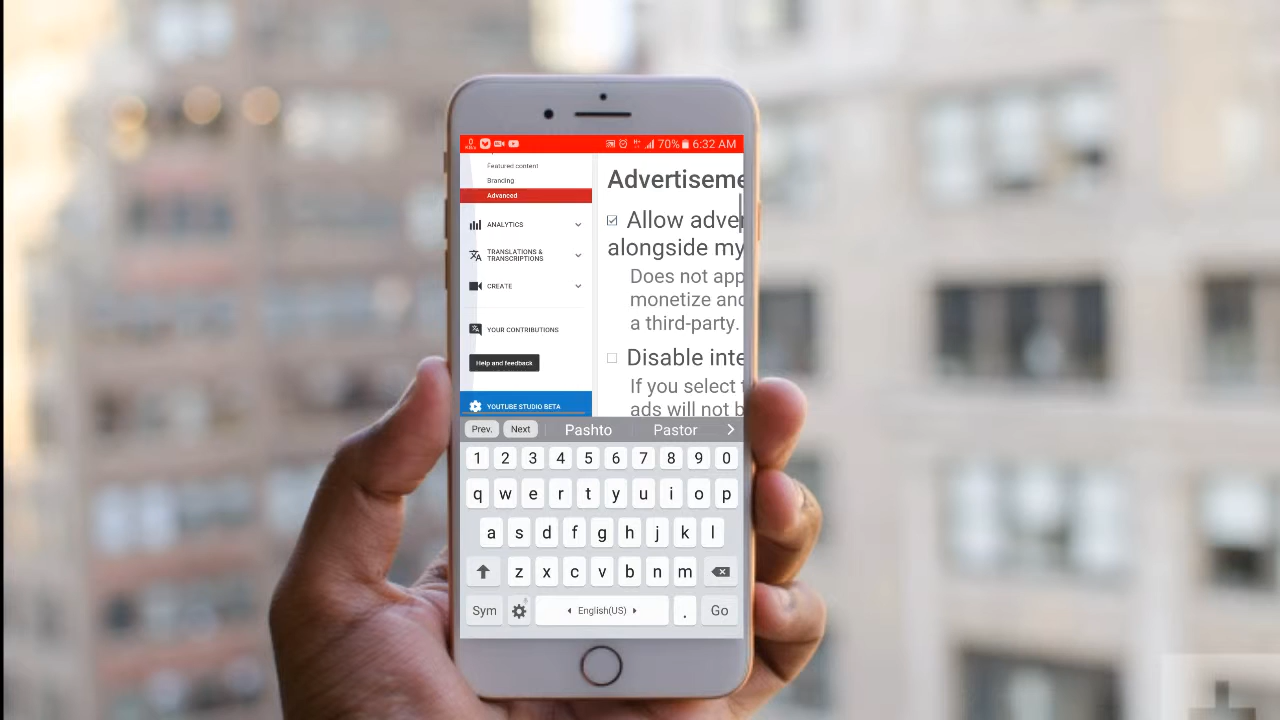 70% 6:32 AM
Featured content
Branding
Advanced
ANALYTICS
TRANSLATIONS &
TRANSCRIPTIONS
CREATE
YOUR CONTRIBUTIONS
Help and feedback
YOUTUBE STUDIO BETA
Advertiseme
Allow adver
alongside my
Does not app
monetize and
a third-party.
Disable inte
If you select t
ads will not b
Prev. Next Pashto Pastor
1 2 3 4 5 6 7 8 9 0
q w e r t y u i o p
a s d f g h j k l
z x c v b n m
Sym English(US) . Go